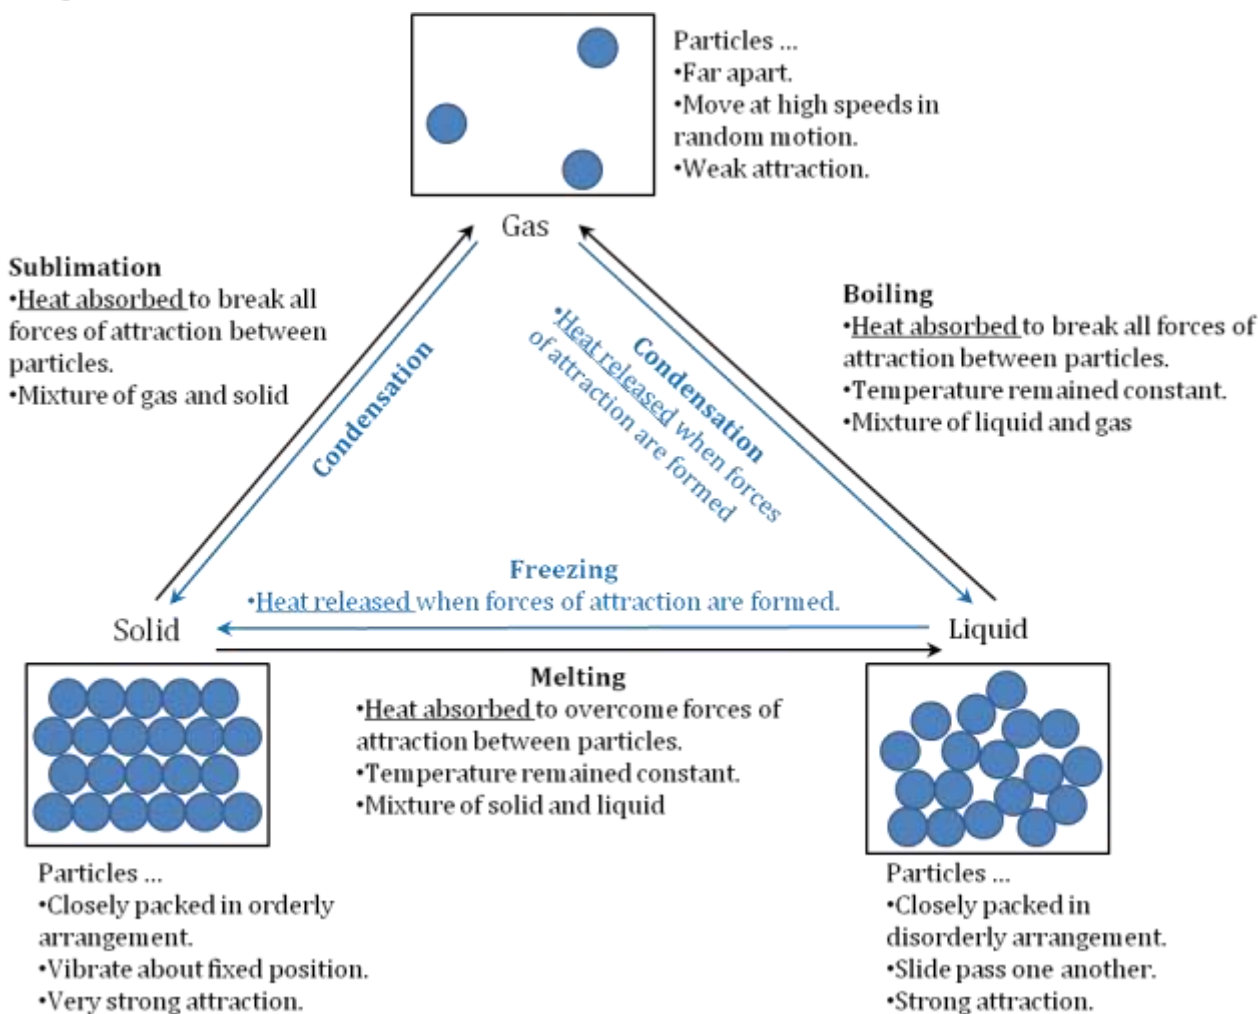 Particles ...
•Far apart.
•Move at high speeds in
random motion.
•Weak attraction.
Gas
Sublimation
•Heat absorbed to break all
forces of attraction between
particles.
•Mixture of gas and solid
Condensation
Condensation
•Heat released when forces
of attraction are formed
Boiling
•Heat absorbed to break all forces of
attraction between particles.
•Temperature remained constant.
•Mixture of liquid and gas
Freezing
•Heat released when forces of attraction are formed.
Solid
Liquid
Melting
•Heat absorbed to overcome forces of
attraction between particles.
•Temperature remained constant.
•Mixture of solid and liquid
Particles ...
•Closely packed in orderly
arrangement.
•Vibrate about fixed position.
•Very strong attraction.
Particles ...
•Closely packed in
disorderly arrangement.
•Slide pass one another.
•Strong attraction.